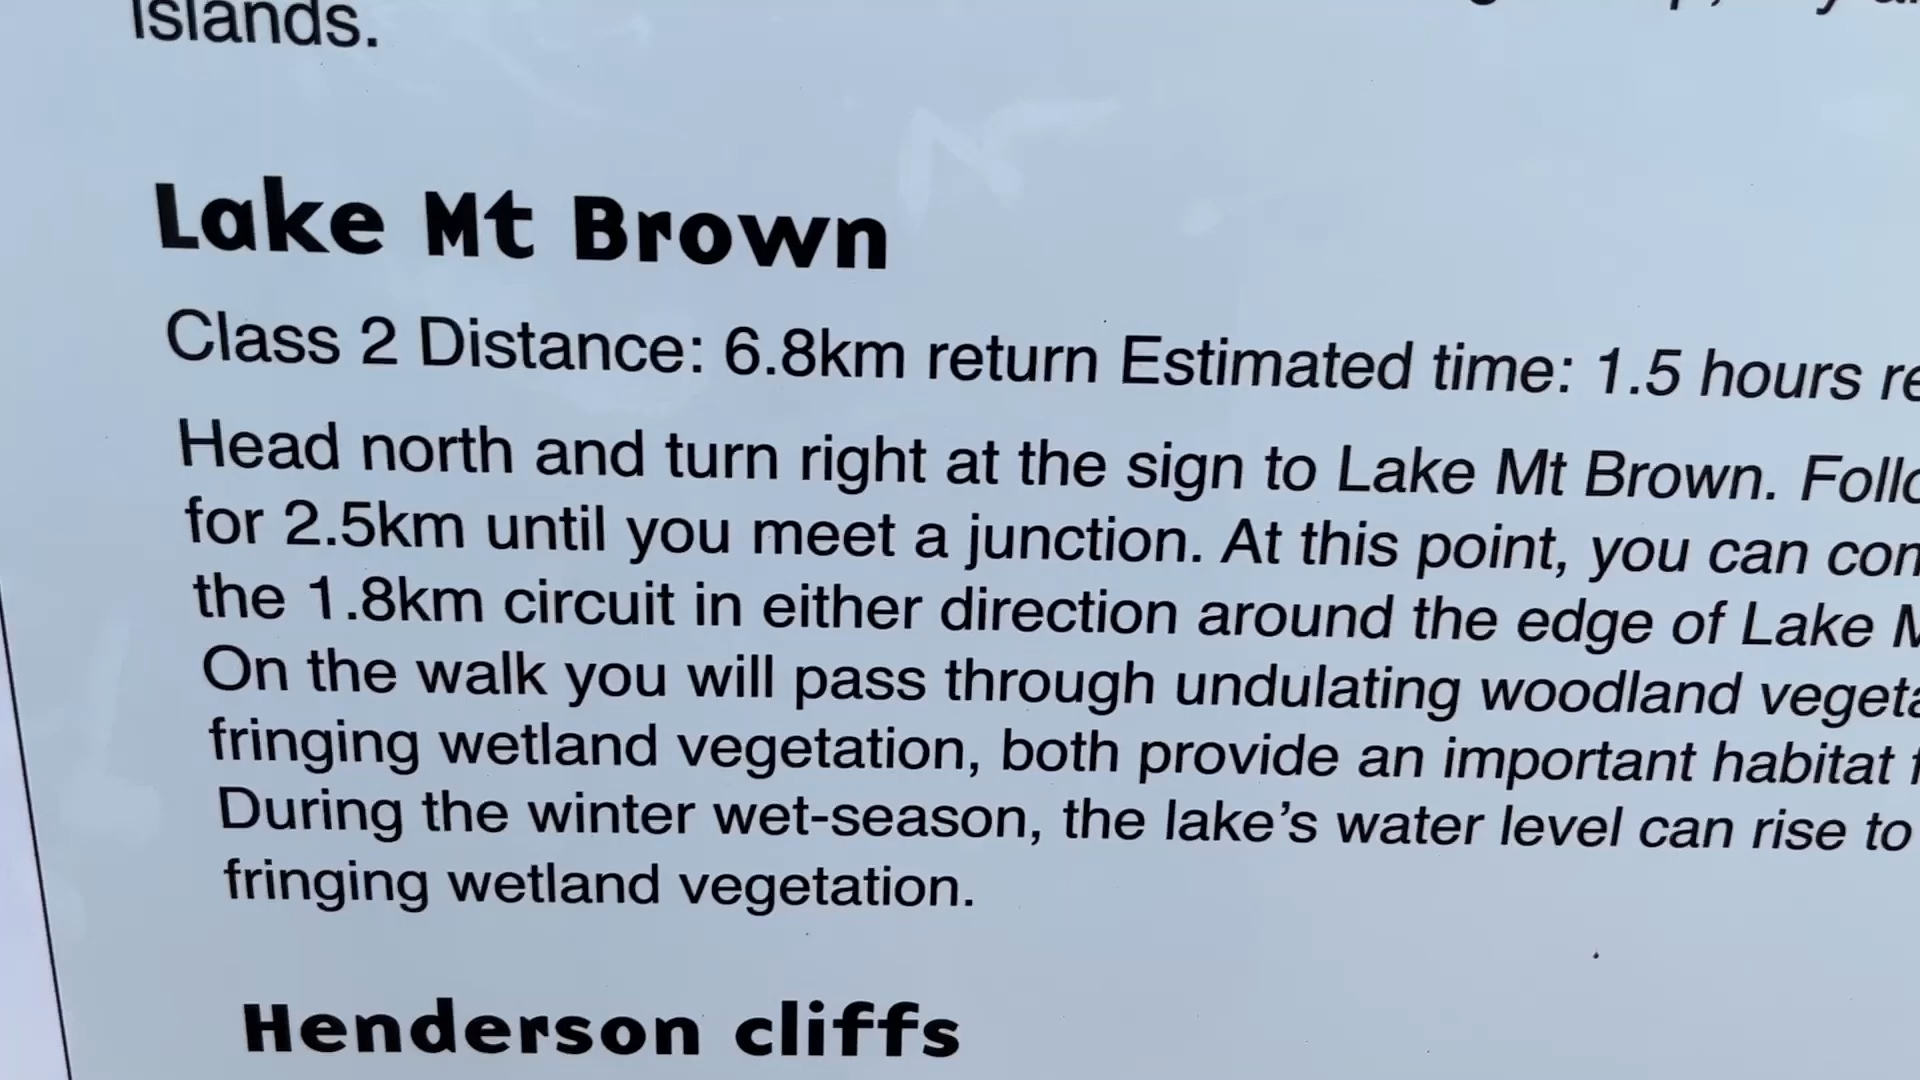 islands.
Lake Mt Brown
Class 2 Distance: 6.8km return Estimated time: 1.5 hours
Head north and turn right at the sign to Lake Mt Brown.
for 2.5km until you meet a junction. At this point, you can
the 1.8km circuit in either direction around the edge of Lake
On the walk you will pass through undulating woodland
fringing wetland vegetation, both provide an important habitat
During the winter wet-season, the lake's water level can rise to
fringing wetland vegetation.
Henderson cliffs